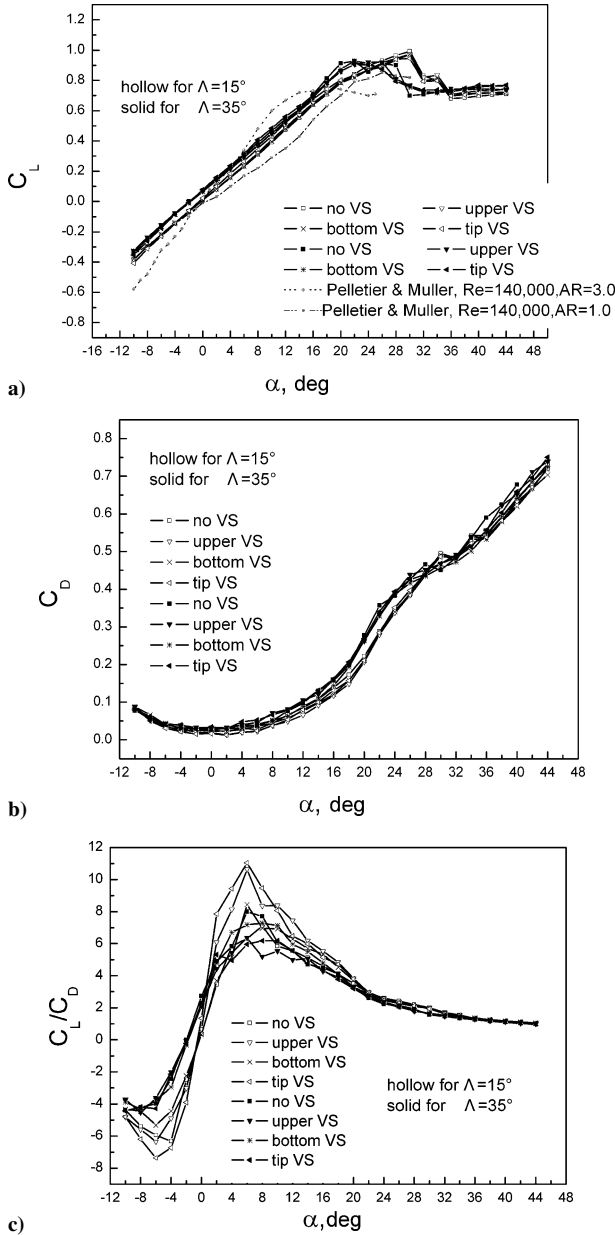 1.2
1.0
0.8
0.6
0.4
0.2
0.0
-0.2
-0.4
-0.6
-0.8
C_L
hollow for Λ=15°
solid for Λ=35°
no VS upper VS
bottom VS tip VS
no VS upper VS
bottom VS tip VS
Pelletier & Muller, Re=140,000,AR=3.0
Pelletier & Muller, Re=140,000,AR=1.0
-16 -12 -8 -4 0 4 8 12 16 20 24 28 32 36 40 44 48
α, deg
a)
0.8
0.7
0.6
0.5
0.4
0.3
0.2
0.1
0.0
C_D
hollow for Λ=15°
solid for Λ=35°
no VS
upper VS
bottom VS
tip VS
no VS
upper VS
bottom VS
tip VS
-12 -8 -4 0 4 8 12 16 20 24 28 32 36 40 44 48
α, deg
b)
12
10
8
6
4
2
0
-2
-4
-6
-8
C_L/C_D
no VS
upper VS
bottom VS
tip VS
no VS
upper VS
bottom VS
tip VS
hollow for Λ=15°
solid for Λ=35°
-12 -8 -4 0 4 8 12 16 20 24 28 32 36 40 44 48
α,deg
c)